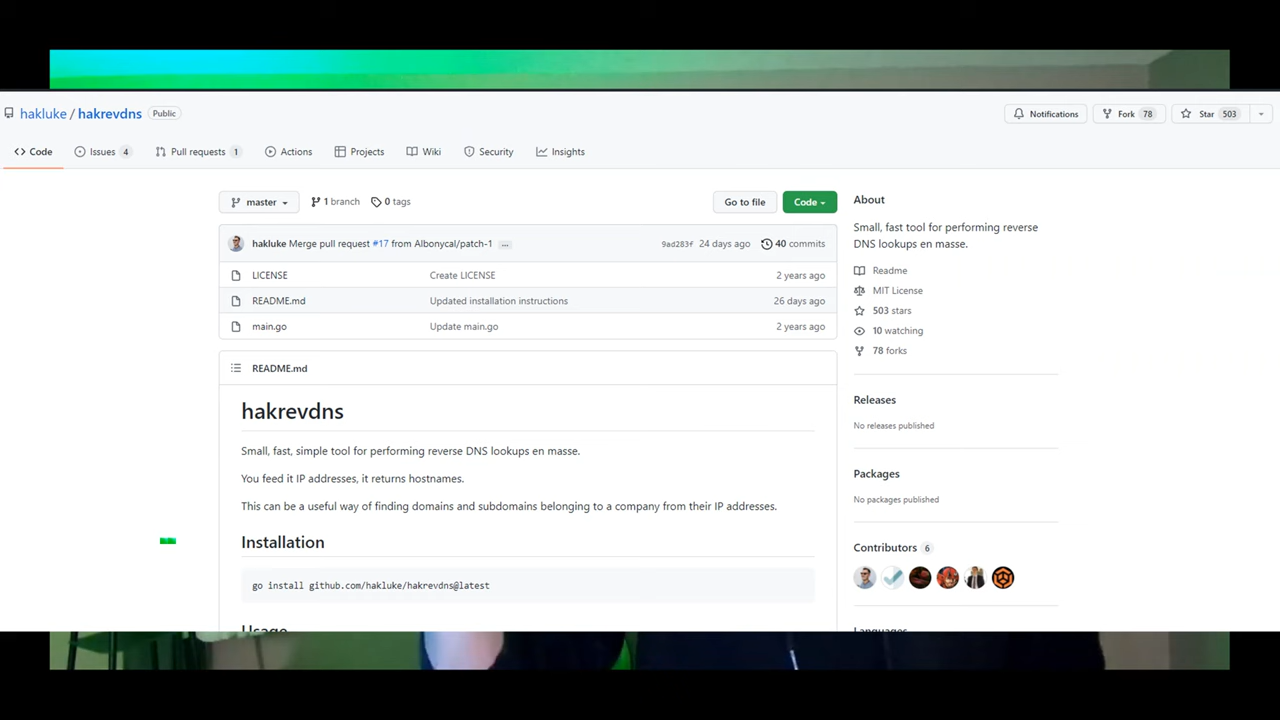 hakluke / hakrevdns Public
Notifications Fork 78 Star 503
Code Issues 4 Pull requests 1 Actions Projects Wiki Security Insights
master 1 branch 0 tags Go to file Code
hakluke Merge pull request #17 from Albonycal/patch-1 ... 9ad283f 24 days ago 40 commits
LICENSE Create LICENSE 2 years ago
README.md Updated installation instructions 26 days ago
main.go Update main.go 2 years ago
README.md
hakrevdns
Small, fast, simple tool for performing reverse DNS lookups en masse.
You feed it IP addresses, it returns hostnames.
This can be a useful way of finding domains and subdomains belonging to a company from their IP addresses.
Installation
go install github.com/hakluke/hakrevdns@latest
Usage
About
Small, fast tool for performing reverse
DNS lookups en masse.
Readme
MIT License
503 stars
10 watching
78 forks
Releases
No releases published
Packages
No packages published
Contributors 6
Languages